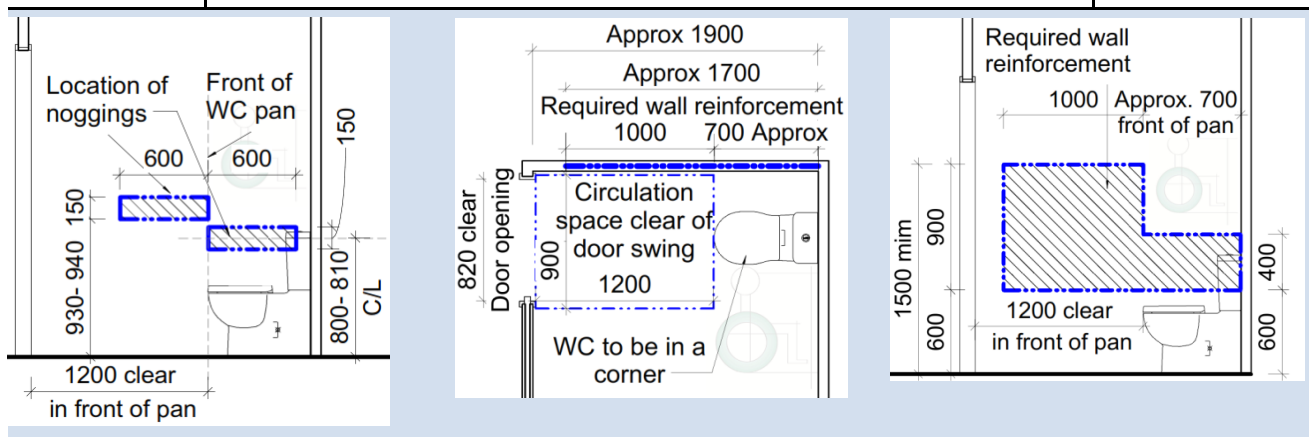 Location of
noggings
Front of
WC pan
600
600
150
150
930- 940
800- 810
C/L
1200 clear
in front of pan
Approx 1900
Approx 1700
Required wall reinforcement
1000
700 Approx
820 clear
Door opening
900
Circulation
space clear of
door swing
1200
WC to be in a
corner
Required wall
reinforcement
1000
Approx. 700
front of pan
1500 mim
900
600
400
600
1200 clear
in front of pan